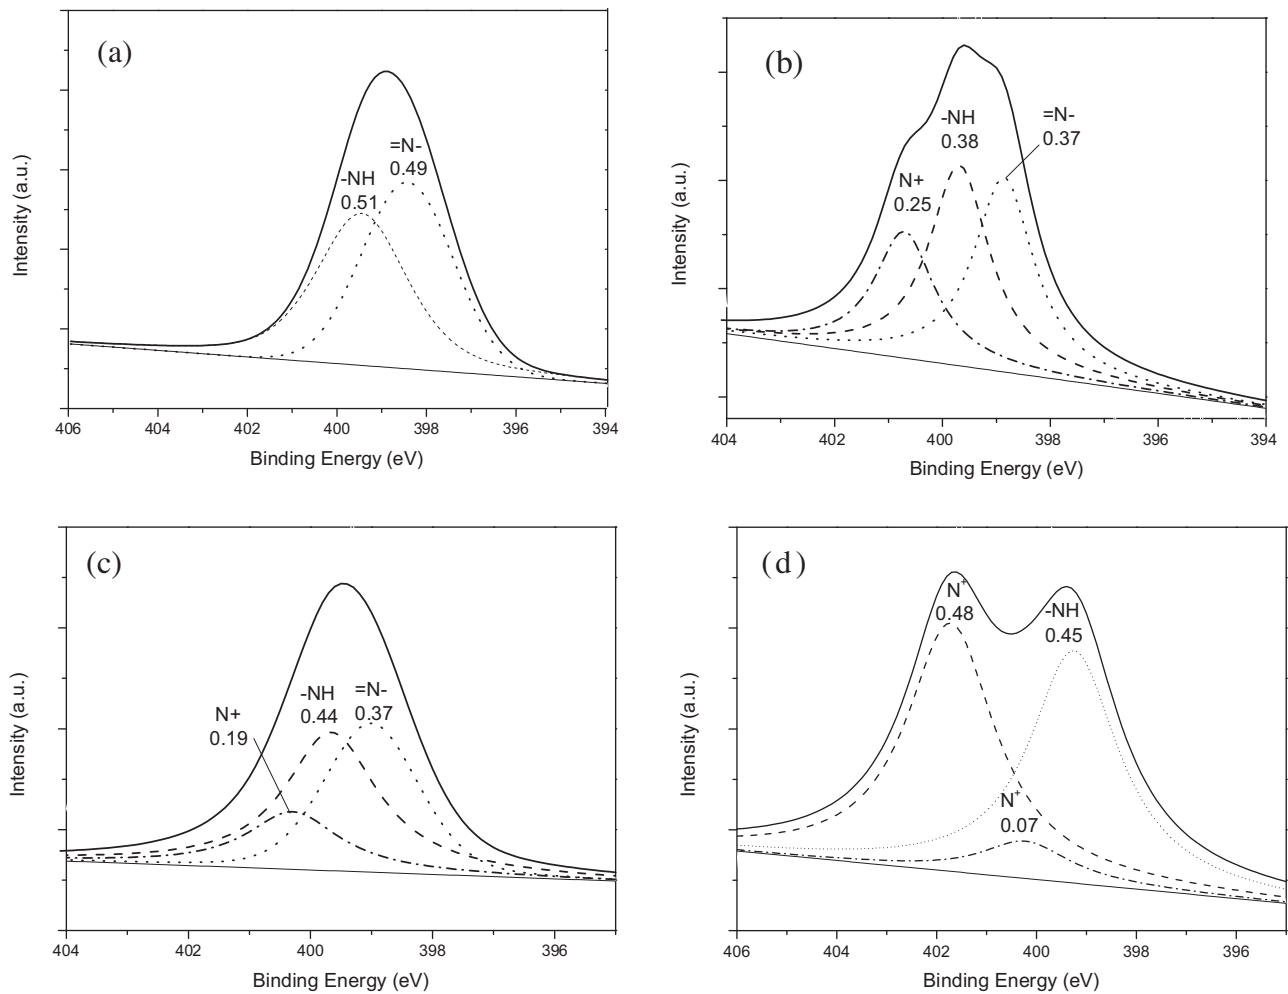 (a)
=N-
0.49
-NH
0.51
Intensity (a.u.)
406 404 402 400 398 396 394
Binding Energy (eV)
(b)
-NH
0.38
=N-
0.37
N+
0.25
Intensity (a.u.)
404 402 400 398 396 394
Binding Energy (eV)
(c)
-NH
0.44
=N-
0.37
N+
0.19
Intensity (a.u.)
404 402 400 398
Binding Energy (eV)
(d)
N+
0.48
-NH
0.45
N+
0.07
Intensity (a.u.)
406 404 402 400 398 396
Binding Energy (eV)